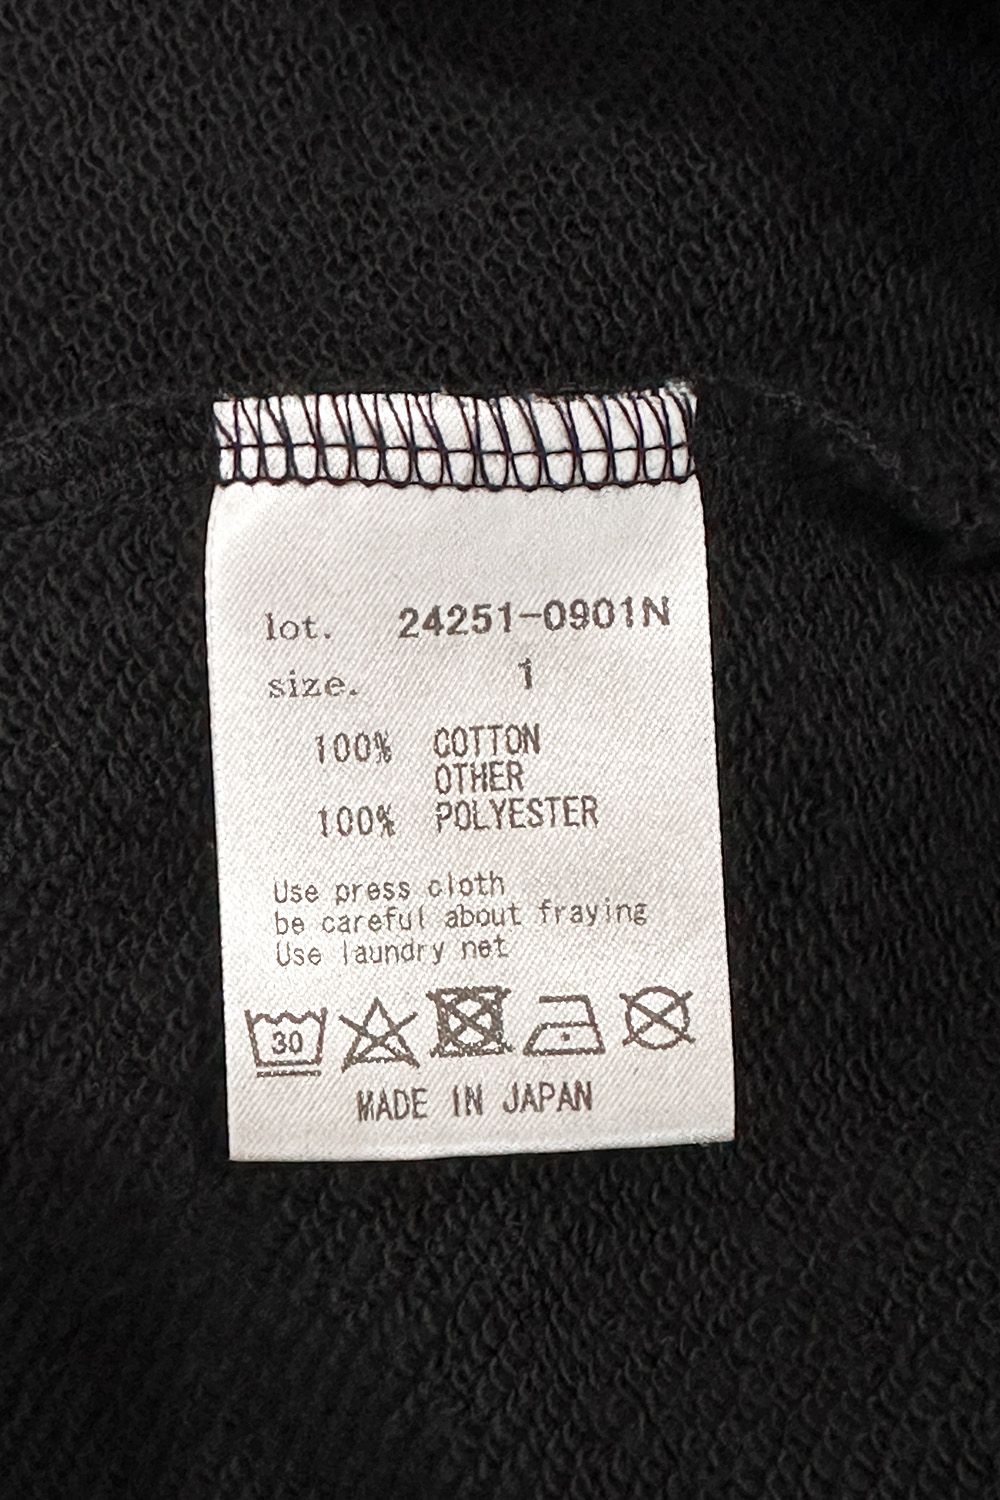 lot. 24251-0901N
size. 1
100% COTTON
OTHER
100% POLYESTER
Use press cloth
be careful about fraying
Use laundry net
30
MADE IN JAPAN